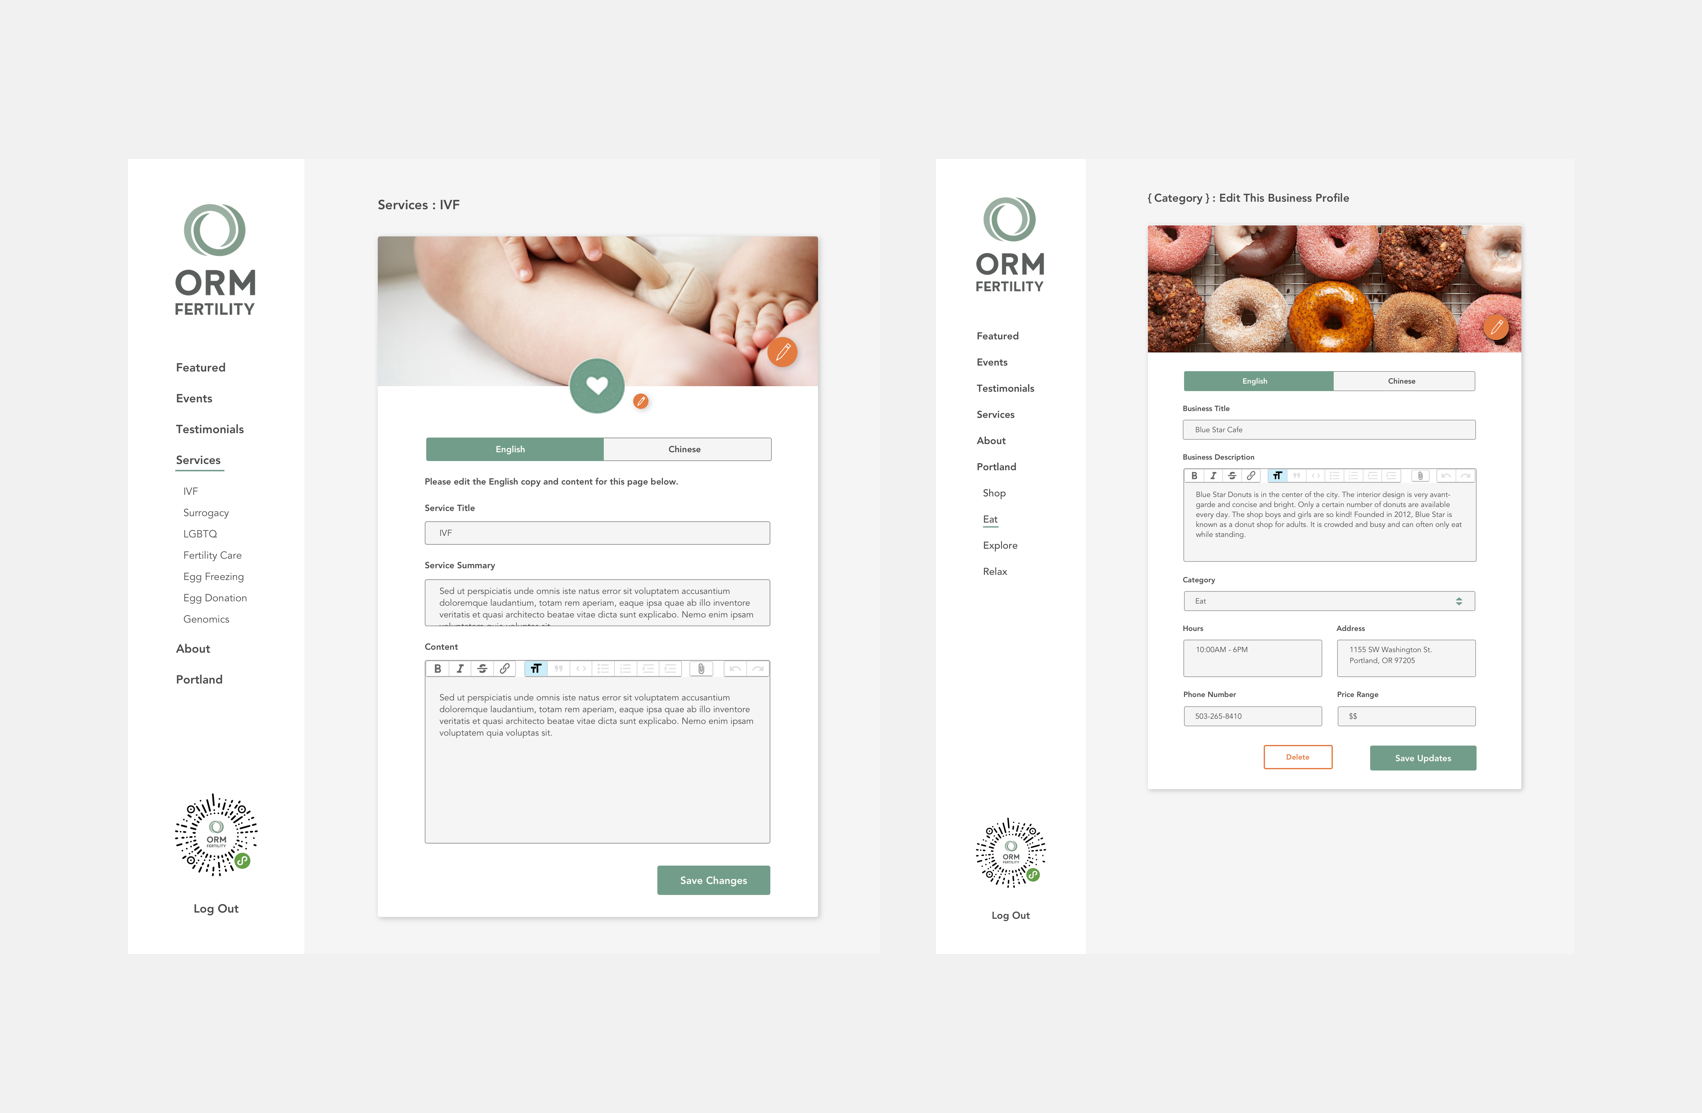 ORM
FERTILITY
Featured
Events
Testimonials
Services
IVF
Surrogacy
LGBTQ
Fertility Care
Egg Freezing
Egg Donation
Genomics
About
Portland
ORM
FERTILITY
Log Out
Services : IVF
English
Chinese
Please edit the English copy and content for this page below.
Service Title
IVF
Service Summary
Sed ut perspiciatis unde omnis iste natus error sit voluptatem accusantium
doloremque laudantium, totam rem aperiam, eaque ipsa quae ab illo inventore
veritatis et quasi architecto beatae vitae dicta sunt explicabo. Nemo enim ipsam
voluptatem quia voluptas sit.
Content
B I S
Sed ut perspiciatis unde omnis iste natus error sit voluptatem accusantium
doloremque laudantium, totam rem aperiam, eaque ipsa quae ab illo inventore
veritatis et quasi architecto beatae vitae dicta sunt explicabo. Nemo enim ipsam
voluptatem quia voluptas sit.
Save Changes
ORM
FERTILITY
Featured
Events
Testimonials
Services
About
Portland
Shop
Eat
Explore
Relax
ORM
FERTILITY
Log Out
{ Category } : Edit This Business Profile
English
Chinese
Business Title
Blue Star Cafe
Business Description
B I S
Blue Star Donuts is in the center of the city. The interior design is very avant-
garde and concise and bright. Only a certain number of donuts are available
every day. The shop boys and girls are so kind! Founded in 2012, Blue Star is
known as a donut shop for adults. It is crowded and busy and can often only eat
while standing.
Category
Eat
Hours
10:00AM - 6PM
Address
1155 SW Washington St.
Portland, OR 97205
Phone Number
503-265-8410
Price Range
$$
Delete
Save Updates